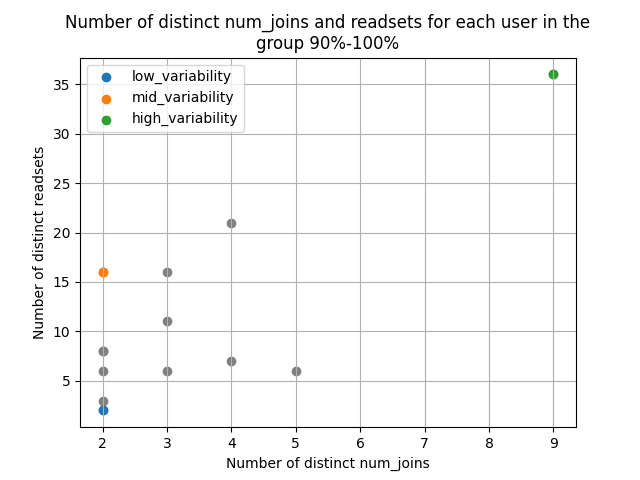 Number of distinct num_joins and readsets for each user in the
group 90%-100%
low_variability
mid_variability
high_variability
Number of distinct readsets
35
30
25
20
15
10
5
2 3 4 5 6 7 8 9
Number of distinct num_joins